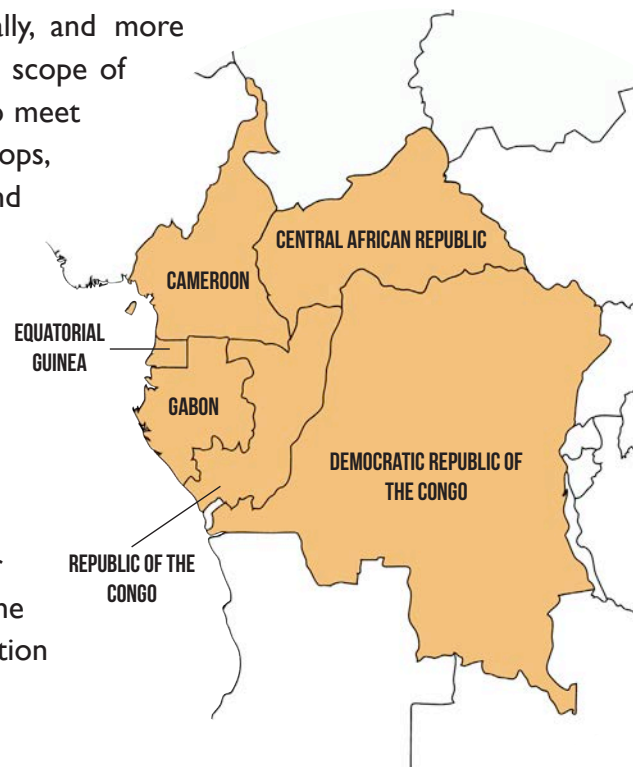 ally, and more
scope of
o meet
ops,
nd
CENTRAL AFRICAN REPUBLIC
CAMEROON
EQUATORIAL
GUINEA
GABON
DEMOCRATIC REPUBLIC OF
THE CONGO
REPUBLIC OF THE
CONGO
ne
tion